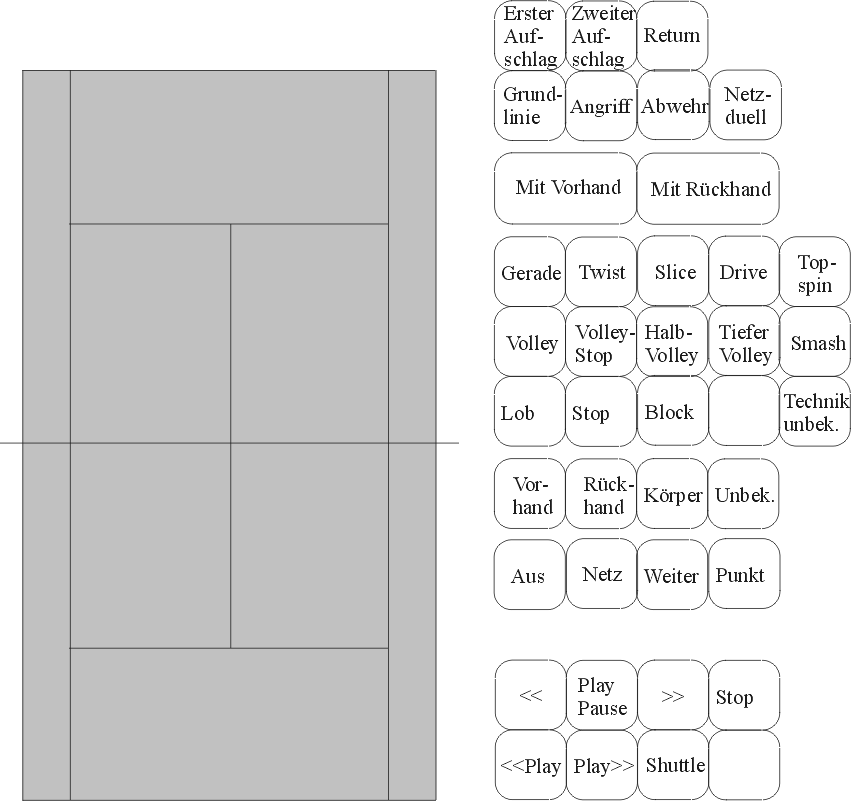 Erster
Auf-
schlag
Zweiter
Auf-
schlag
Return
Grund-
linie
Angriff
Abwehr
Netz-
duell
Mit Vorhand
Mit Rückhand
Gerade
Twist
Slice
Drive
Top-
spin
Volley
Volley-
Stop
Halb-
Volley
Tiefer
Volley
Smash
Lob
Stop
Block
Technik
unbek.
Vor-
hand
Rück-
hand
Körper
Unbek.
Aus
Netz
Weiter
Punkt
<<
Play
Pause
>>
Stop
<<Play
Play>>
Shuttle